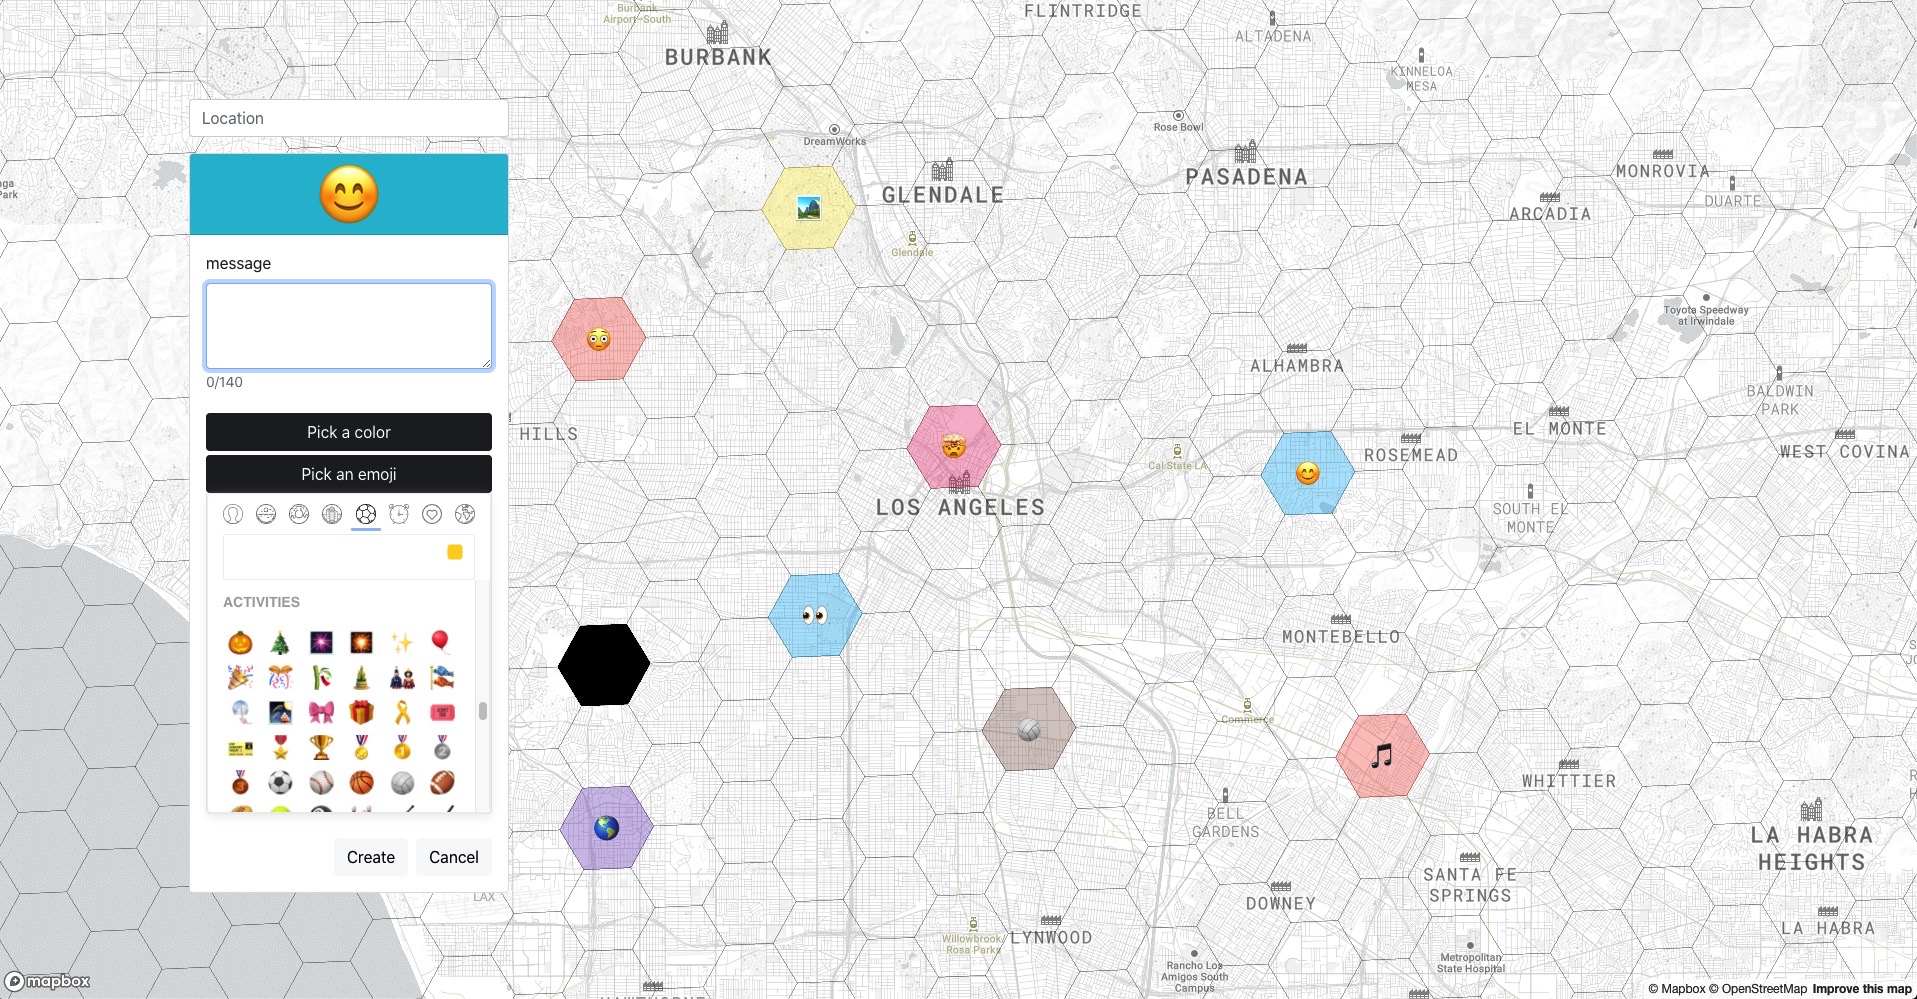 Burbank
Airport–South
BURBANK
FLINTRIDGE
ALTADENA
KINNELOA
MESA
Location
DreamWorks
Rose Bowl
PASADENA
MONROVIA
DUARTE
nga
Park
GLENDALE
ARCADIA
Glendale
message
Toyota Speedway
at Irwindale
ALHAMBRA
0/140
BALDWIN
PARK
Pick a color
HILLS
EL MONTE
ROSEMEAD
WEST COVINA
Cal State LA
Pick an emoji
LOS ANGELES
SOUTH EL
MONTE
ACTIVITIES
MONTEBELLO
Commerce
WHITTIER
BELL
GARDENS
LA HABRA
HEIGHTS
Create
Cancel
SANTA FE
SPRINGS
LAX
DOWNEY
LA HABRA
Willowbrook/
Rosa Parks
LYNWOOD
Metropolitan
State Hospital
Rancho Los
Amigos South
Campus
mapbox
© Mapbox © OpenStreetMap Improve this map